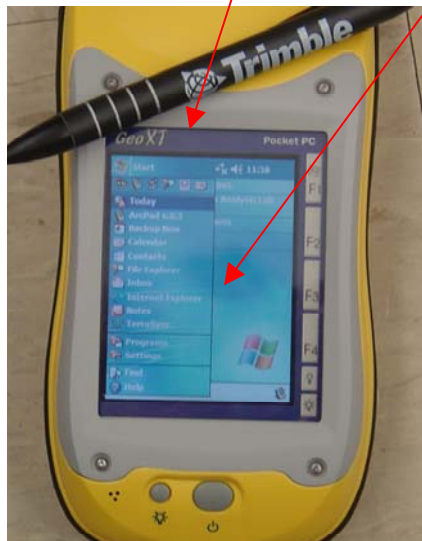 Trimble
GeoXT Pocket PC
Start 11:38
Today
ArcPad 6.0.3
Backup Now
Calendar
Contacts
File Explorer
Inbox
Internet Explorer
Notes
TerraSync
Programs
Settings
Find
Help
F1
F2
F3
F4